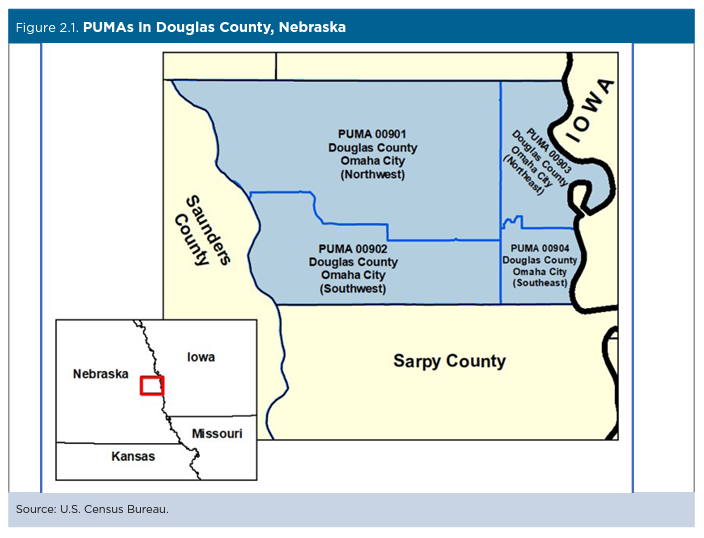 Figure 2.1. PUMAs In Douglas County, Nebraska
IOWA
PUMA 00901
Douglas County
Omaha City
(Northwest)
PUMA 00903
Douglas County
Omaha City
(Northeast)
Saunders
County
PUMA 00902
Douglas County
Omaha City
(Southwest)
PUMA 00904
Douglas County
Omaha City
(Southeast)
Sarpy County
Iowa
Nebraska
Missouri
Kansas
Source: U.S. Census Bureau.